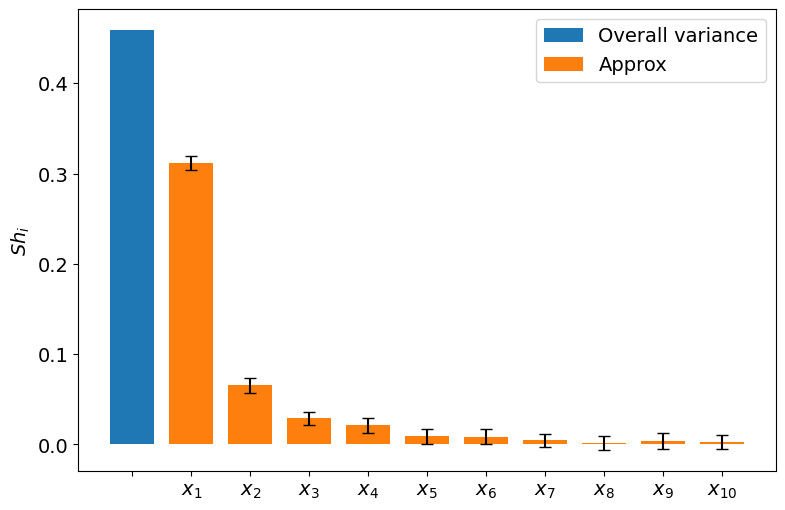 Overall variance
Approx
0.4
0.3
0.2
0.1
0.0
Sh_i
x_1 x_2 x_3 x_4 x_5 x_6 x_7 x_8 x_9 x_10